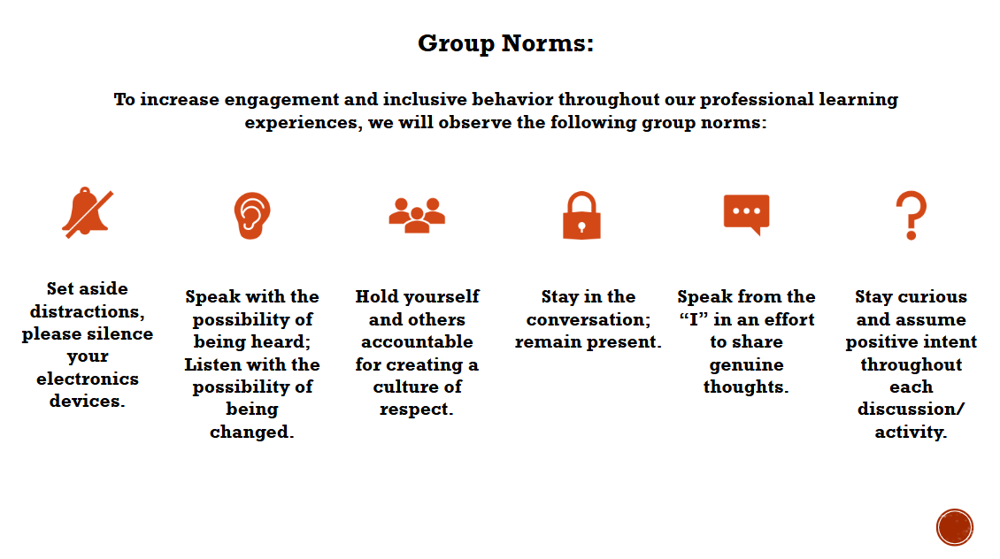 Group Norms:
To increase engagement and inclusive behavior throughout our professional learning
experiences, we will observe the following group norms:
Set aside
distractions,
please silence
your
electronics
devices.
Speak with the
possibility of
being heard;
Listen with the
possibility of
being
changed.
Hold yourself
and others
accountable
for creating a
culture of
respect.
Stay in the
conversation;
remain present.
Speak from the
“I” in an effort
to share
genuine
thoughts.
Stay curious
and assume
positive intent
throughout
each
discussion/
activity.